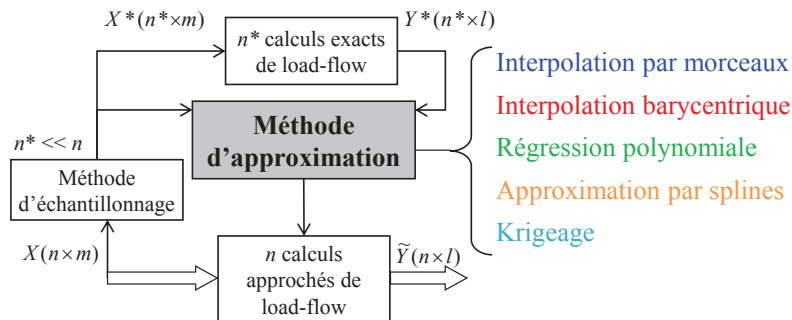 X*(n*×m)
n* calculs exacts
de load-flow
Y*(n*×l)
Méthode
d'approximation
n* << n
Méthode
d'échantillonnage
X(n×m)
n calculs
approchés de
load-flow
Ỹ(n×l)
Interpolation par morceaux
Interpolation barycentrique
Régression polynomiale
Approximation par splines
Krigeage